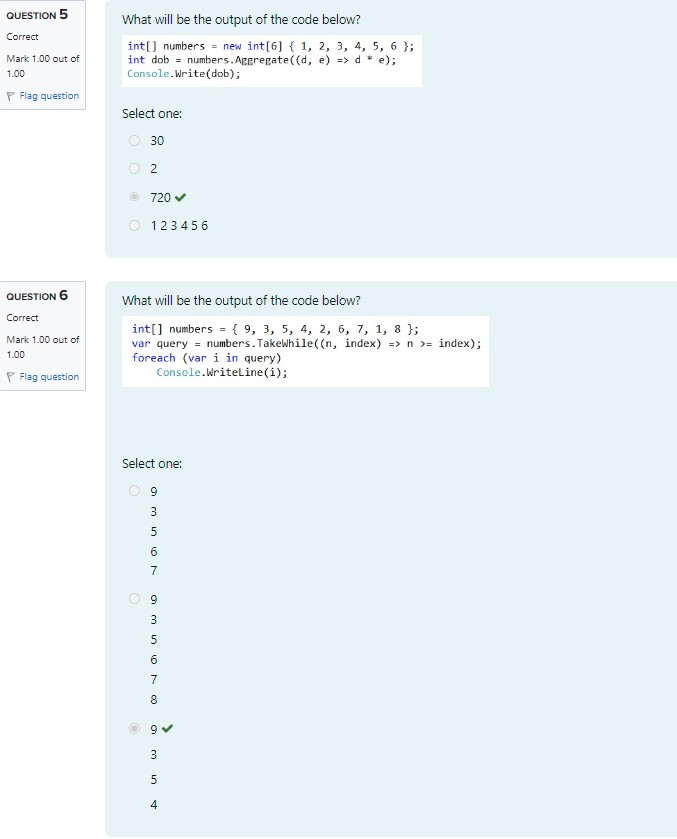 QUESTION 5
Correct
Mark 1.00 out of
1.00
Flag question
What will be the output of the code below?
int[] numbers = new int[6] { 1, 2, 3, 4, 5, 6 };
int dob = numbers.Aggregate((d, e) => d * e);
Console.Write(dob);
Select one:
30
2
720
1 2 3 4 5 6
QUESTION 6
Correct
Mark 1.00 out of
1.00
Flag question
What will be the output of the code below?
int[] numbers = { 9, 3, 5, 4, 2, 6, 7, 1, 8 };
var query = numbers.TakeWhile((n, index) => n >= index);
foreach (var i in query)
Console.WriteLine(i);
Select one:
9
3
5
6
7
9
3
5
6
7
8
9
3
5
4